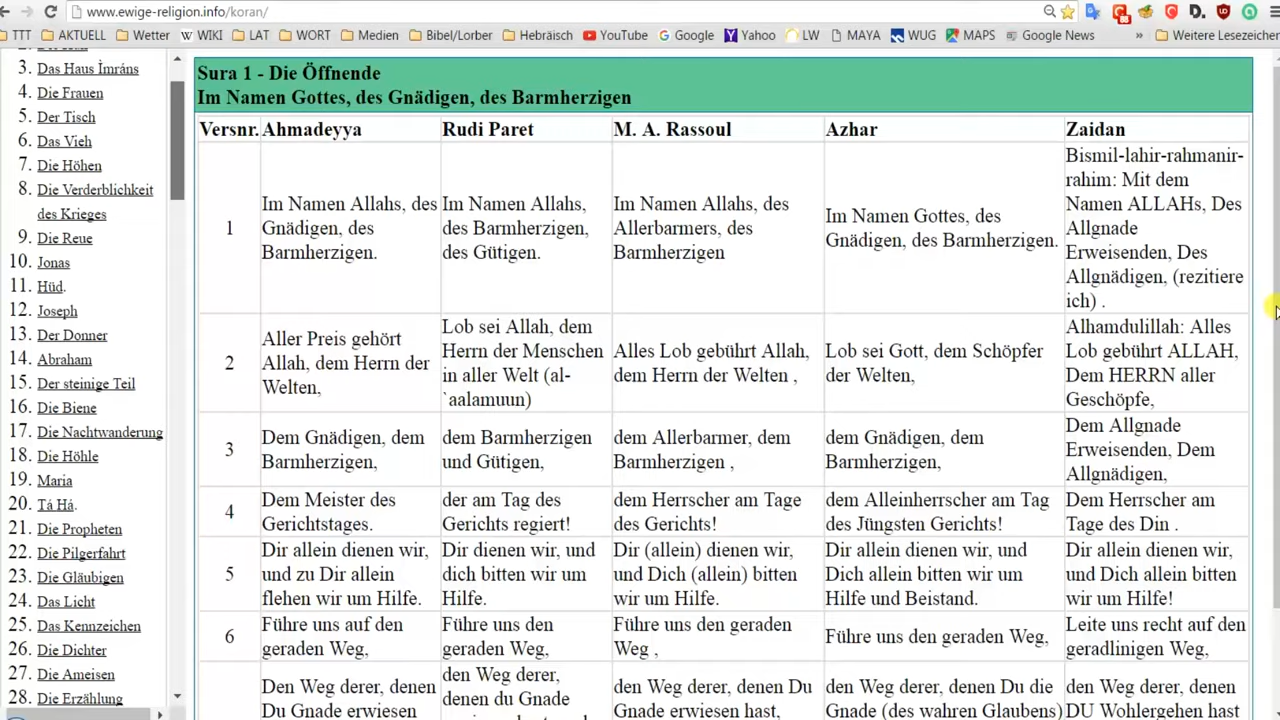 www.ewige-religion.info/koran/
TTT AKTUELL Wetter WIKI LAT WORT Medien Bibel/Lorber Hebräisch YouTube Google Yahoo LW MAYA WUG MAPS Google News » Weitere Lesezeichen
3. Das Haus Ìmráns
4. Die Frauen
5. Der Tisch
6. Das Vieh
7. Die Höhen
8. Die Verderblichkeit
des Krieges
9. Die Reue
10. Jonas
11. Hüd.
12. Joseph
13. Der Donner
14. Abraham
15. Der steinige Teil
16. Die Biene
17. Die Nachtwanderung
18. Die Höhle
19. Maria
20. Tá Há.
21. Die Propheten
22. Die Pilgerfahrt
23. Die Gläubigen
24. Das Licht
25. Das Kennzeichen
26. Die Dichter
27. Die Ameisen
28. Die Erzählung
Sura 1 - Die Öffnende
Im Namen Gottes, des Gnädigen, des Barmherzigen
Versnr. Ahmadeyya Rudi Paret M. A. Rassoul Azhar Zaidan
1
Im Namen Allahs, des
Gnädigen, des
Barmherzigen.
Im Namen Allahs,
des Barmherzigen,
des Gütigen.
Im Namen Allahs, des
Allerbarmers, des
Barmherzigen
Im Namen Gottes, des
Gnädigen, des Barmherzigen.
Bismil-lahir-rahmanir-
rahim: Mit dem
Namen ALLAHs, Des
Allgnade
Erweisenden, Des
Allgnädigen, (rezitiere
ich) .
2
Aller Preis gehört
Allah, dem Herrn der
Welten,
Lob sei Allah, dem
Herrn der Menschen
in aller Welt (al-
`aalamuun)
Alles Lob gebührt Allah,
dem Herrn der Welten ,
Lob sei Gott, dem Schöpfer
der Welten,
Alhamdulillah: Alles
Lob gebührt ALLAH,
Dem HERRN aller
Geschöpfe,
3
Dem Gnädigen, dem
Barmherzigen,
dem Barmherzigen
und Gütigen,
dem Allerbarmer, dem
Barmherzigen ,
dem Gnädigen, dem
Barmherzigen,
Dem Allgnade
Erweisenden, Dem
Allgnädigen,
4
Dem Meister des
Gerichtstages.
der am Tag des
Gerichts regiert!
dem Herrscher am Tage
des Gerichts!
dem Alleinherrscher am Tag
des Jüngsten Gerichts!
Dem Herrscher am
Tage des Din .
5
Dir allein dienen wir,
und zu Dir allein
flehen wir um Hilfe.
Dir dienen wir, und
dich bitten wir um
Hilfe.
Dir (allein) dienen wir,
und Dich (allein) bitten
wir um Hilfe.
Dir allein dienen wir, und
Dich allein bitten wir um
Hilfe und Beistand.
Dir allein dienen wir,
und Dich allein bitten
wir um Hilfe!
6
Führe uns auf den
geraden Weg,
Führe uns den
geraden Weg,
Führe uns den geraden
Weg ,
Führe uns den geraden Weg,
Leite uns recht auf den
geradlinigen Weg,
Den Weg derer, denen
Du Gnade erwiesen
den Weg derer,
denen du Gnade
den Weg derer, denen Du
Gnade erwiesen hast,
den Weg derer, denen Du die
Gnade (des wahren Glaubens)
den Weg derer, denen
DU Wohlergehen hast